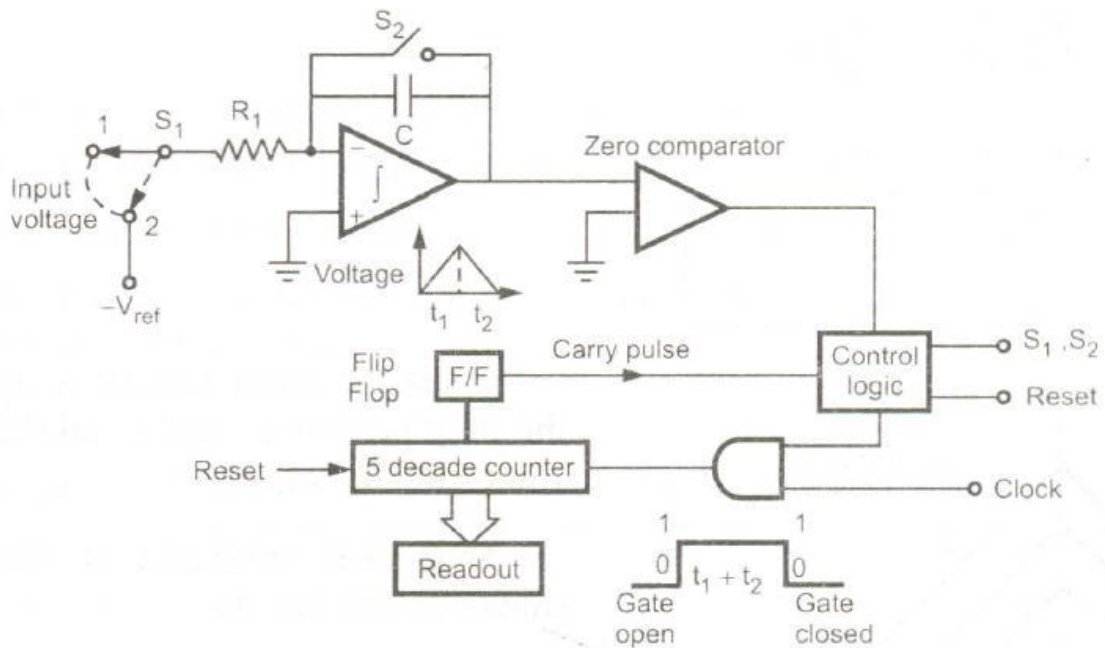 S2
R1
1
S1
C
−
∫
+
Zero comparator
Input
voltage
2
−Vref
Voltage
t1
t2
Flip
Flop
F/F
Carry pulse
Control
logic
S1 ,S2
Reset
Reset
5 decade counter
Clock
Readout
1
0
t1 + t2
1
0
Gate
open
Gate
closed